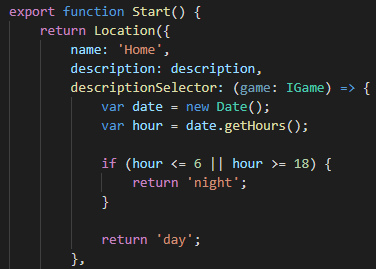 export function Start() {
    return Location({
        name: 'Home',
        description: description,
        descriptionSelector: (game: IGame) => {
            var date = new Date();
            var hour = date.getHours();

            if (hour <= 6 || hour >= 18) {
                return 'night';
            }

            return 'day';
        },